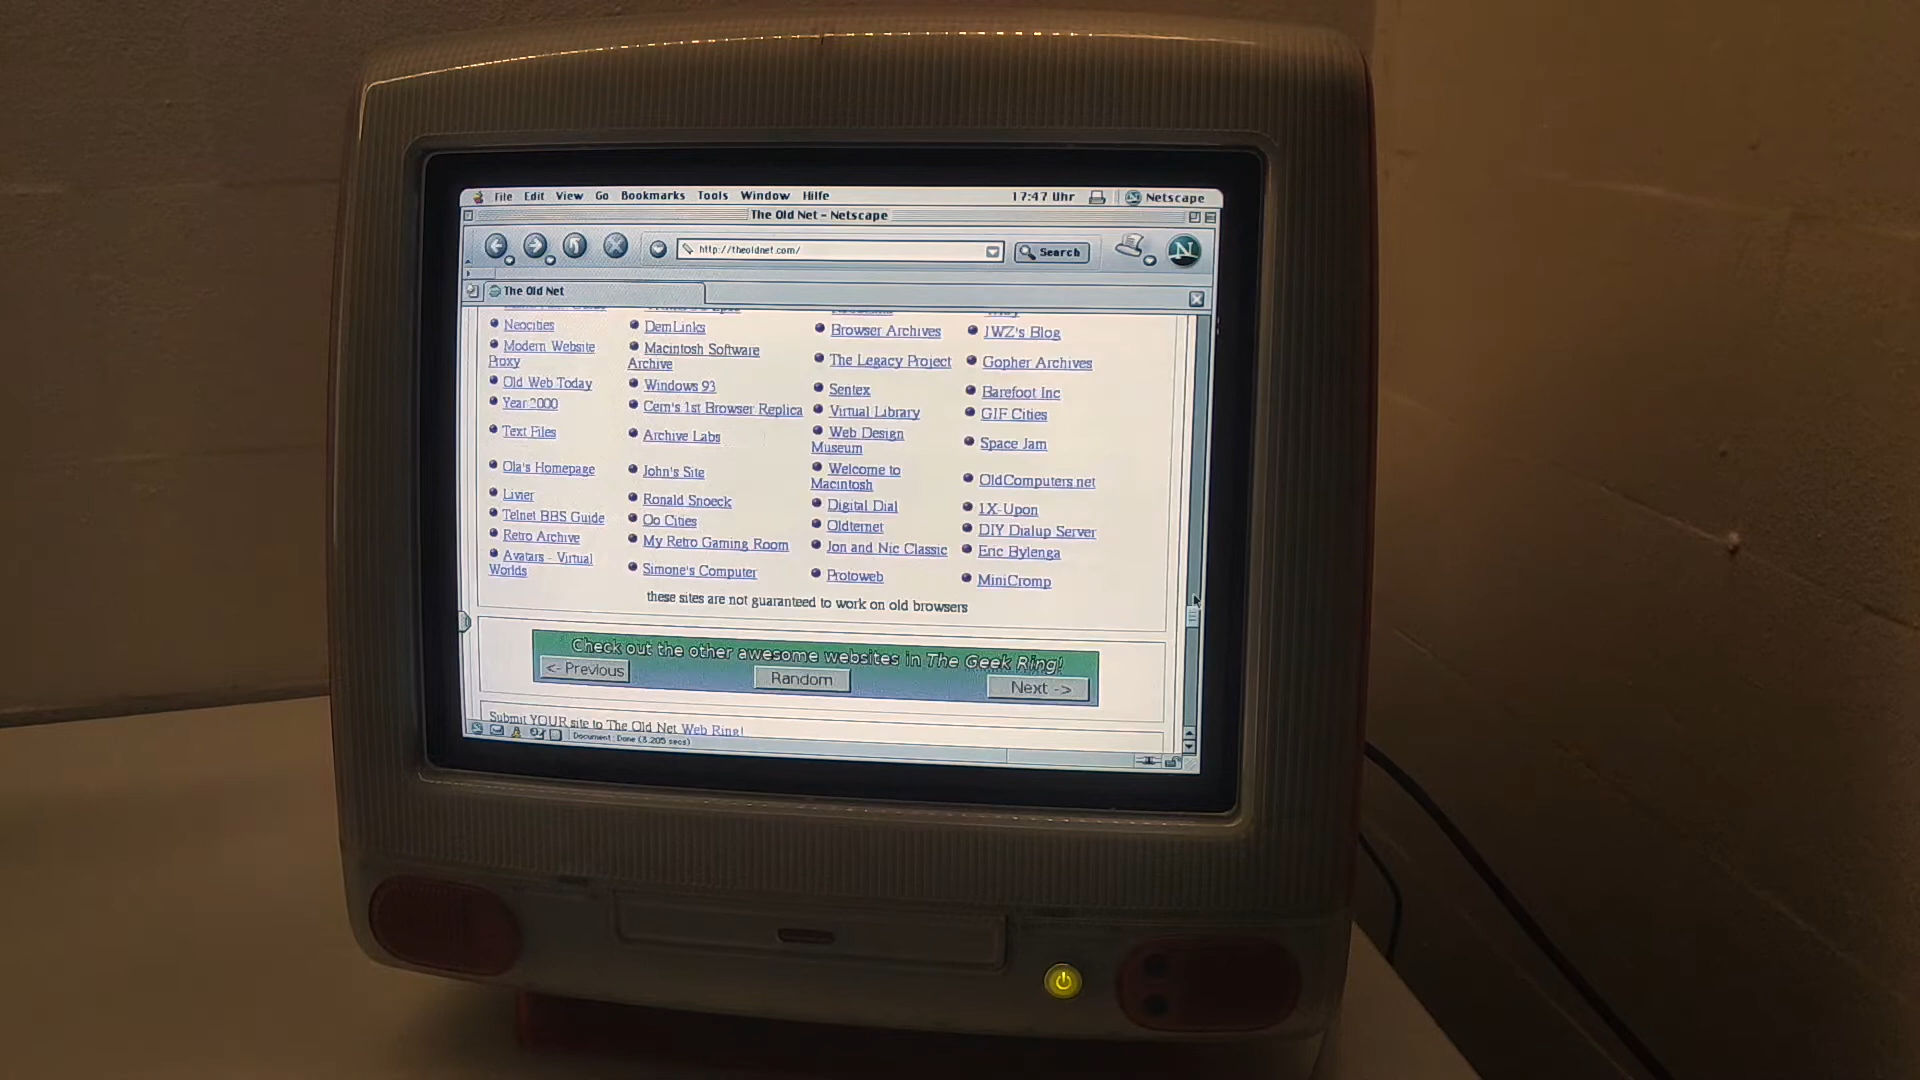 File Edit View Go Bookmarks Tools Window Hilfe 17:47 Uhr Netscape
The Old Net - Netscape
http://theoldnet.com/ Search N
The Old Net
Neocities DemLinks Browser Archives JWZ's Blog
Modern Website Proxy Macintosh Software Archive The Legacy Project Gopher Archives
Old Web Today Windows 93 Sentex Barefoot Inc
Year 2000 Cern's 1st Browser Replica Virtual Library GIF Cities
Text Files Archive Labs Web Design Museum Space Jam
Ola's Homepage John's Site Welcome to Macintosh OldComputers.net
Livier Ronald Snoeck Digital Dial 1X-Upon
Telnet BBS Guide Oo Cities Oldternet DIY Dialup Server
Retro Archive My Retro Gaming Room Jon and Nic Classic Eric Bylenga
Avatars - Virtual Worlds Simone's Computer Protoweb MiniCromp
these sites are not guaranteed to work on old browsers
Check out the other awesome websites in The Geek Ring!
<- Previous Random Next ->
Submit YOUR site to The Old Net Web Ring!
Document: Done (3.205 secs)